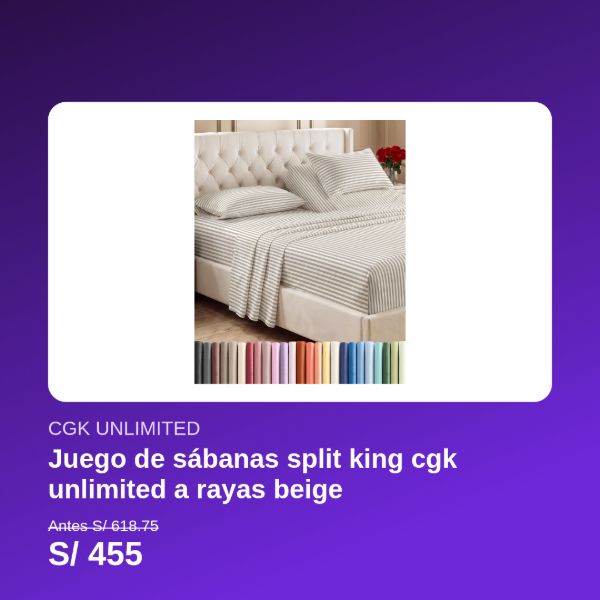 CGK UNLIMITED
Juego de sábanas split king cgk
unlimited a rayas beige
Antes S/ 618.75
S/ 455